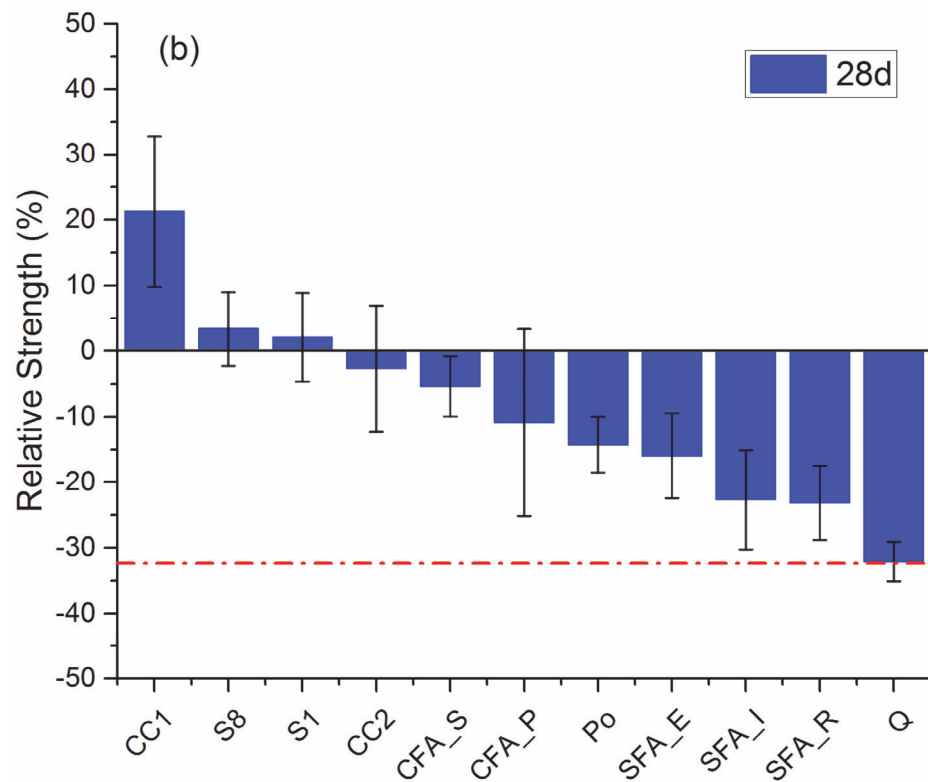 50
(b)
28d
40
30
20
10
0
-10
-20
-30
-40
-50
Relative Strength (%)
CC1 S8 S1 CC2 CFA_S CFA_P Po SFA_E SFA_I SFA_R Q